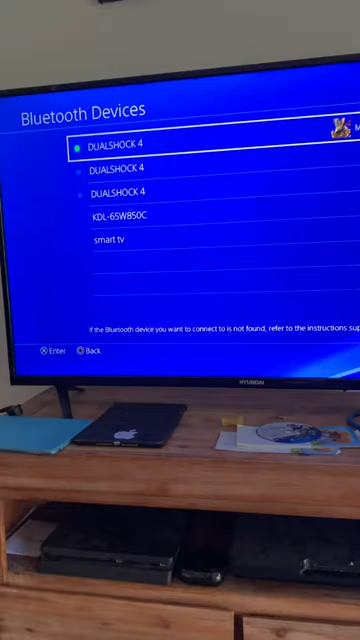 Bluetooth Devices
DUALSHOCK 4
DUALSHOCK 4
DUALSHOCK 4
KDL-65W850C
smart tv
If the Bluetooth device you want to connect to is not found, refer to the instructions sup
Enter Back
HYUNDAI